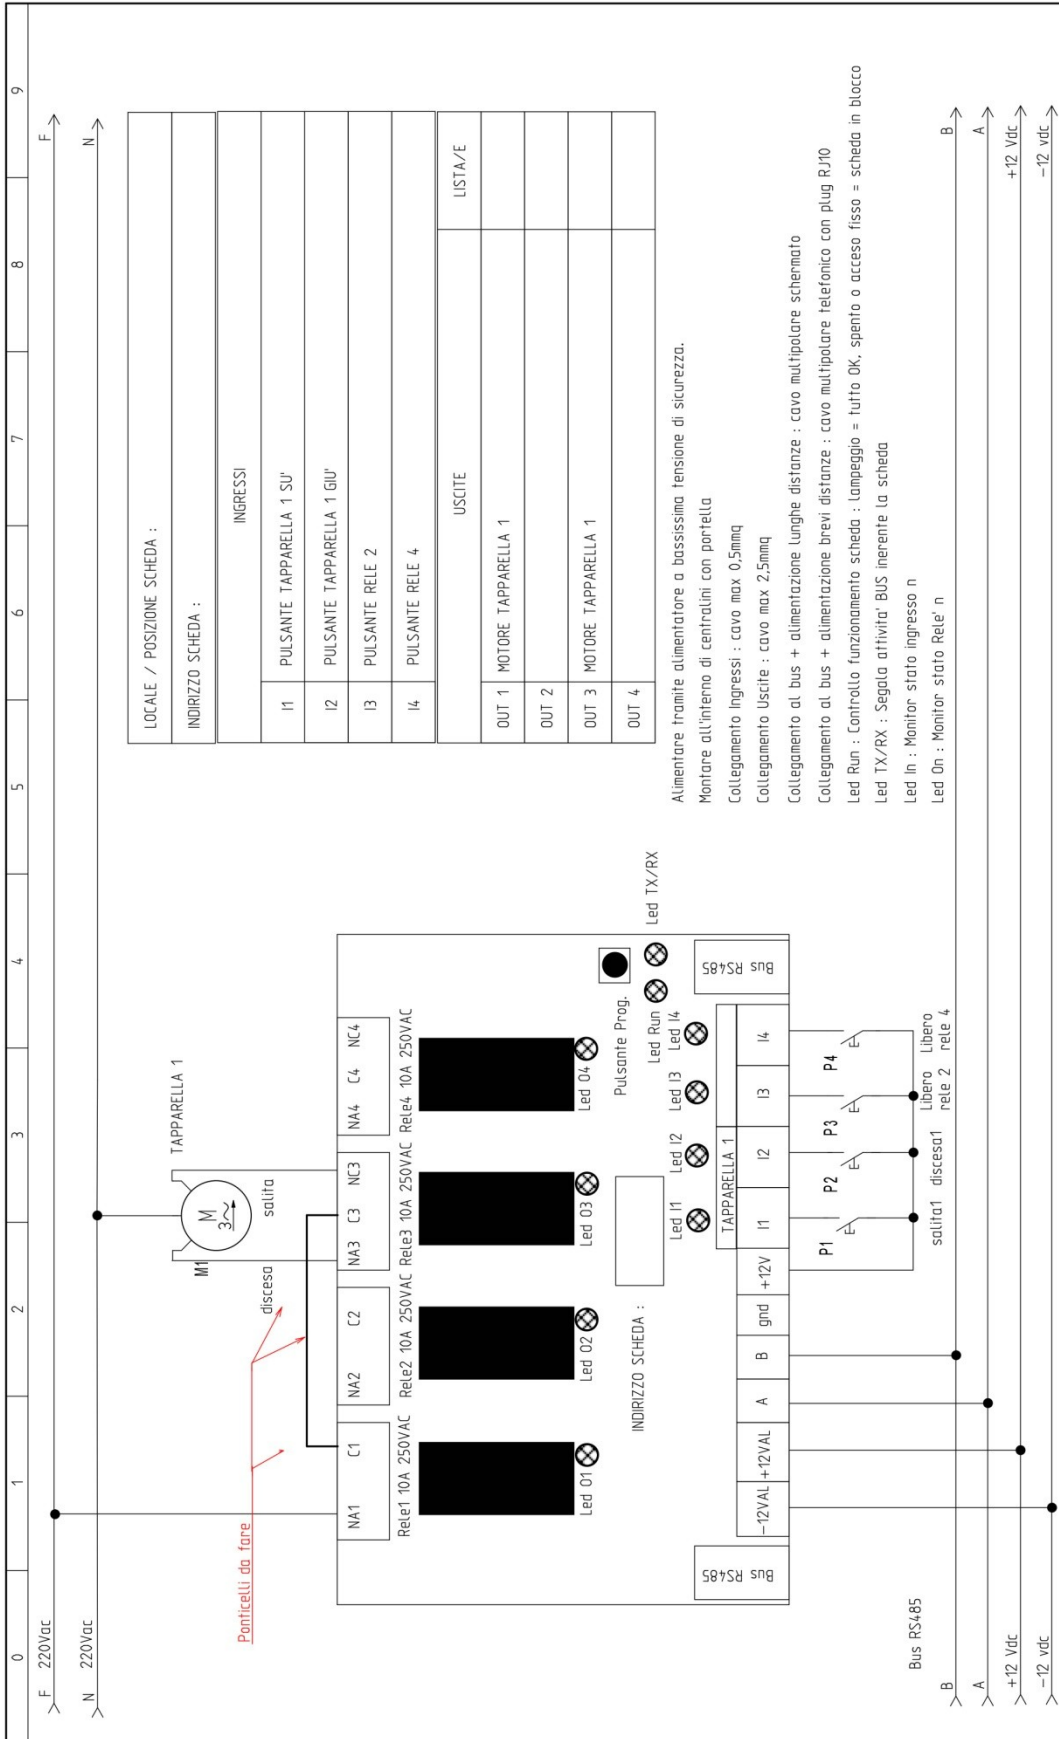 0 1 2 3 4 5 6 7 8 9
F 220Vac
F
N 220Vac
N
Ponticelli da fare
discesa
salita
M1
M
3~
TAPPARELLA 1
NA1 C1
NA2 C2
NA3 C3 NC3
NA4 C4 NC4
Rele1 10A 250VAC
Rele2 10A 250VAC
Rele3 10A 250VAC
Rele4 10A 250VAC
Led O1
Led O2
Led O3
Led O4
Pulsante Prog.
INDIRIZZO SCHEDA :
Led Run
Led TX/RX
Led I1
Led I2
Led I3
Led I4
TAPPARELLA 1
Bus RS485
-12VAL
+12VAL
A
B
gnd
+12V
I1
I2
I3
I4
Bus RS485
P1
P2
P3
P4
salita1
discesa1
Libero
rele 2
Libero
rele 4
LOCALE / POSIZIONE SCHEDA :
INDIRIZZO SCHEDA :
INGRESSI
I1 PULSANTE TAPPARELLA 1 SU'
I2 PULSANTE TAPPARELLA 1 GIU'
I3 PULSANTE RELE 2
I4 PULSANTE RELE 4
USCITE LISTA/E
OUT 1 MOTORE TAPPARELLA 1
OUT 2
OUT 3 MOTORE TAPPARELLA 1
OUT 4
Alimentare tramite alimentatore a bassissima tensione di sicurezza.
Montare all'interno di centralini con portella
Collegamento Ingressi : cavo max 0,5mmq
Collegamento Uscite : cavo max 2,5mmq
Collegamento al bus + alimentazione lunghe distanze : cavo multipolare schermato
Collegamento al bus + alimentazione brevi distanze : cavo multipolare telefonico con plug RJ10
Led Run : Controllo funzionamento scheda : lampeggio = tutto OK, spento o acceso fisso = scheda in blocco
Led TX/RX : Segala attivita' BUS inerente la scheda
Led In : Monitor stato ingresso n
Led On : Monitor stato Rele' n
Bus RS485
B
B
A
A
+12 Vdc
+12 Vdc
-12 vdc
-12 vdc